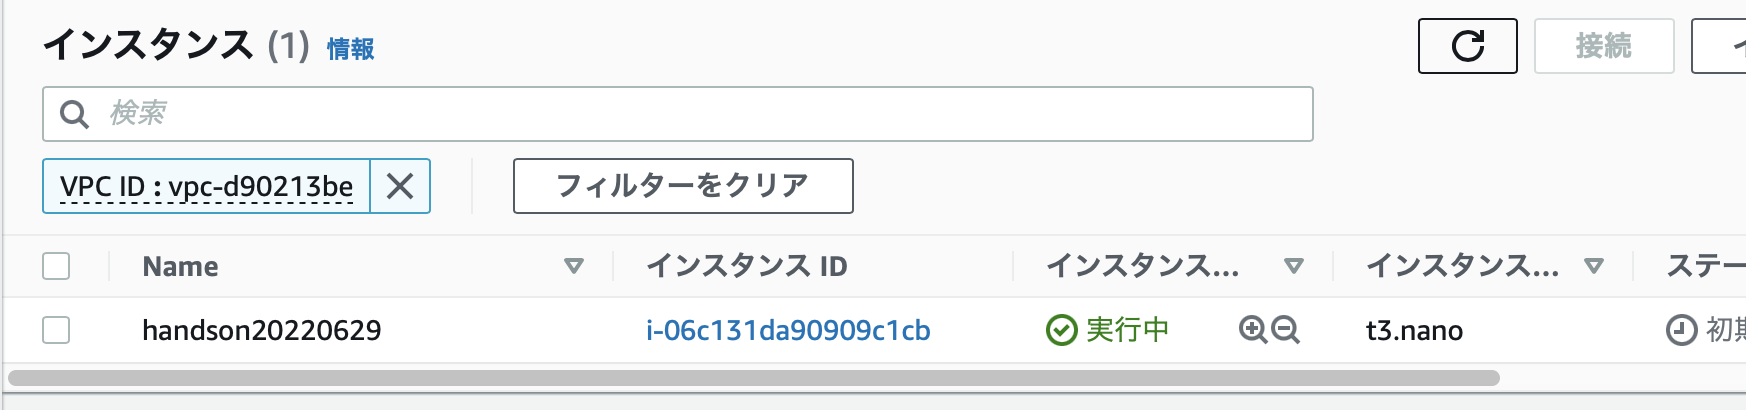 インスタンス (1) 情報
接続
検索
VPC ID : vpc-d90213be
フィルターをクリア
Name インスタンス ID インスタンス... インスタンス... ステー
handson20220629 i-06c131da90909c1cb 実行中 t3.nano 初期